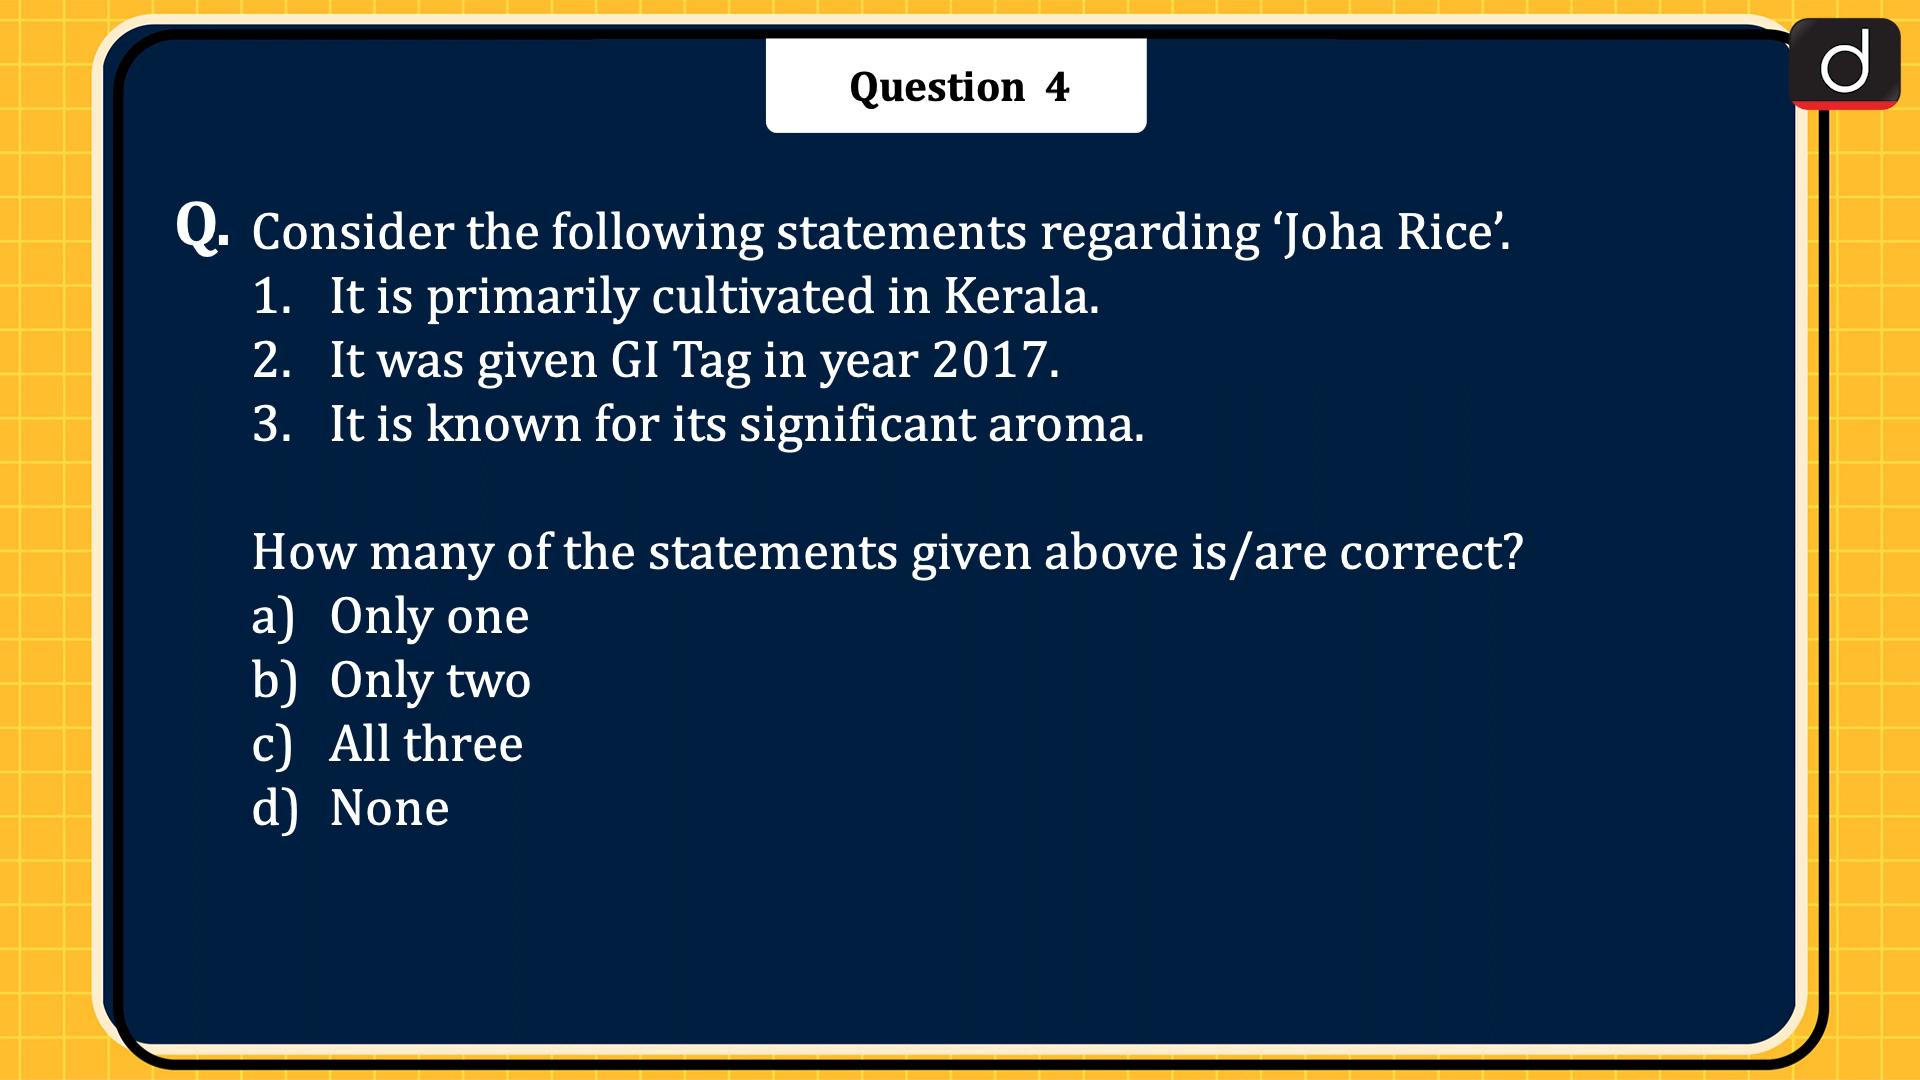 Question 4
d
Q. Consider the following statements regarding ‘Joha Rice’.
1. It is primarily cultivated in Kerala.
2. It was given GI Tag in year 2017.
3. It is known for its significant aroma.
How many of the statements given above is/are correct?
a) Only one
b) Only two
c) All three
d) None